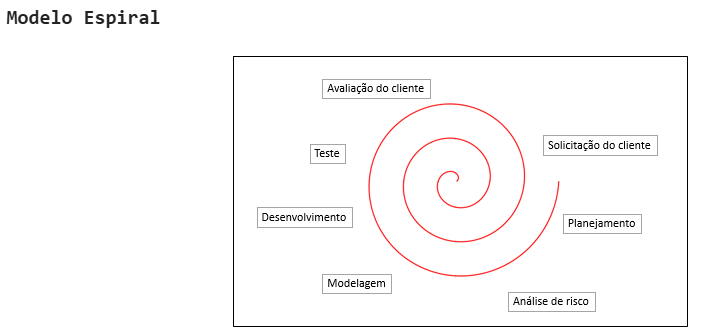 Modelo Espiral
Avaliação do cliente
Solicitação do cliente
Teste
Desenvolvimento
Planejamento
Modelagem
Análise de risco